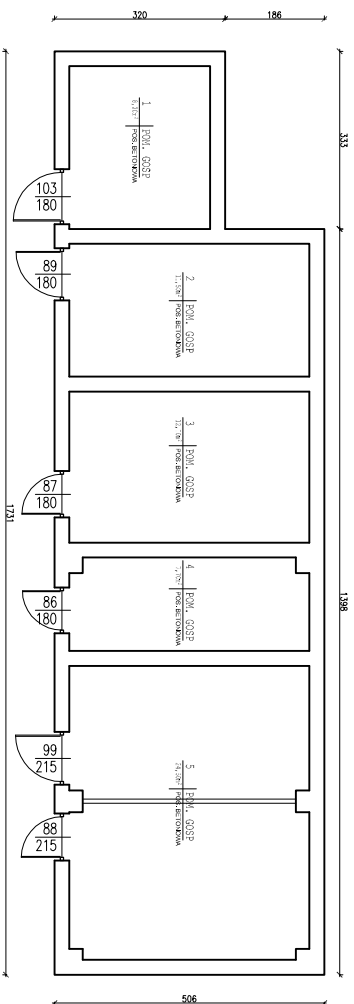 320
186
333
1
POM. GOSP
POS.BETONOWA
103
180
89
180
2
POM. GOSP
POS.BETONOWA
3
POM. GOSP
POS.BETONOWA
87
180
1731
1398
4
POM. GOSP
POS.BETONOWA
86
180
99
215
5
POM. GOSP
POS.BETONOWA
88
215
506